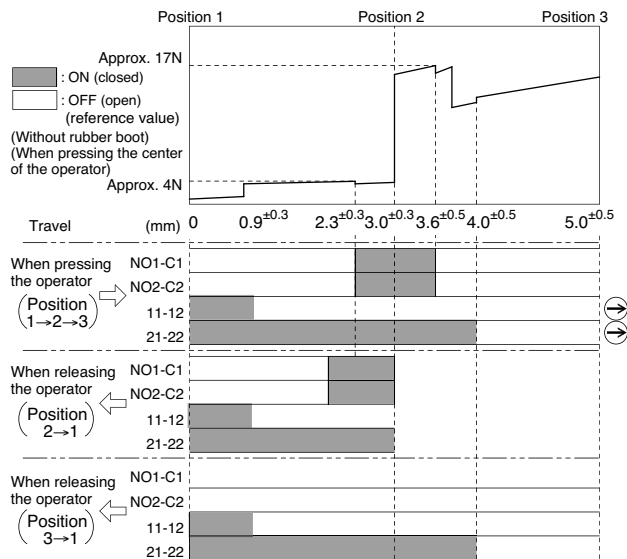 Position 1 Position 2 Position 3
Approx. 17N
: ON (closed)
: OFF (open)
(reference value)
(Without rubber boot)
(When pressing the center
of the operator)
Approx. 4N
Travel (mm) 0 0.9±0.3 2.3±0.3 3.0±0.3 3.6±0.5 4.0±0.5 5.0±0.5
When pressing
the operator
(Position
1→2→3)
NO1-C1
NO2-C2
11-12
21-22
When releasing
the operator
(Position
2→1)
NO1-C1
NO2-C2
11-12
21-22
When releasing
the operator
(Position
3→1)
NO1-C1
NO2-C2
11-12
21-22